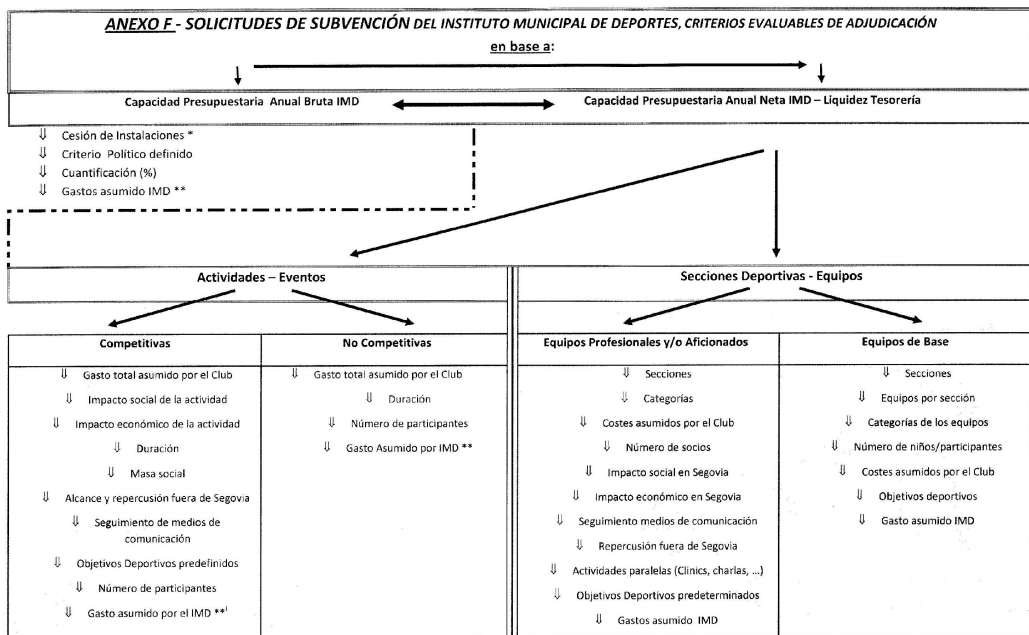 ANEXO F - SOLICITUDES DE SUBVENCIÓN DEL INSTITUTO MUNICIPAL DE DEPORTES, CRITERIOS EVALUABLES DE ADJUDICACIÓN
en base a:
Capacidad Presupuestaria Anual Bruta IMD
Capacidad Presupuestaria Anual Neta IMD – Liquidez Tesorería
⇓ Cesión de Instalaciones *
⇓ Criterio Político definido
⇓ Cuantificación (%)
⇓ Gastos asumido IMD **
Actividades – Eventos
Competitivas
⇓ Gasto total asumido por el Club
⇓ Impacto social de la actividad
⇓ Impacto económico de la actividad
⇓ Duración
⇓ Masa social
⇓ Alcance y repercusión fuera de Segovia
⇓ Seguimiento de medios de
comunicación
⇓ Objetivos Deportivos predefinidos
⇓ Número de participantes
⇓ Gasto asumido por el IMD **ⁱ
No Competitivas
⇓ Gasto total asumido por el Club
⇓ Duración
⇓ Número de participantes
⇓ Gasto Asumido por IMD **
Secciones Deportivas - Equipos
Equipos Profesionales y/o Aficionados
⇓ Secciones
⇓ Categorías
⇓ Costes asumidos por el Club
⇓ Número de socios
⇓ Impacto social en Segovia
⇓ Impacto económico en Segovia
⇓ Seguimiento medios de comunicación
⇓ Repercusión fuera de Segovia
⇓ Actividades paralelas (Clinics, charlas, ...)
⇓ Objetivos Deportivos predeterminados
⇓ Gastos asumido IMD
Equipos de Base
⇓ Secciones
⇓ Equipos por sección
⇓ Categorías de los equipos
⇓ Número de niños/participantes
⇓ Costes asumidos por el Club
⇓ Objetivos deportivos
⇓ Gasto asumido IMD